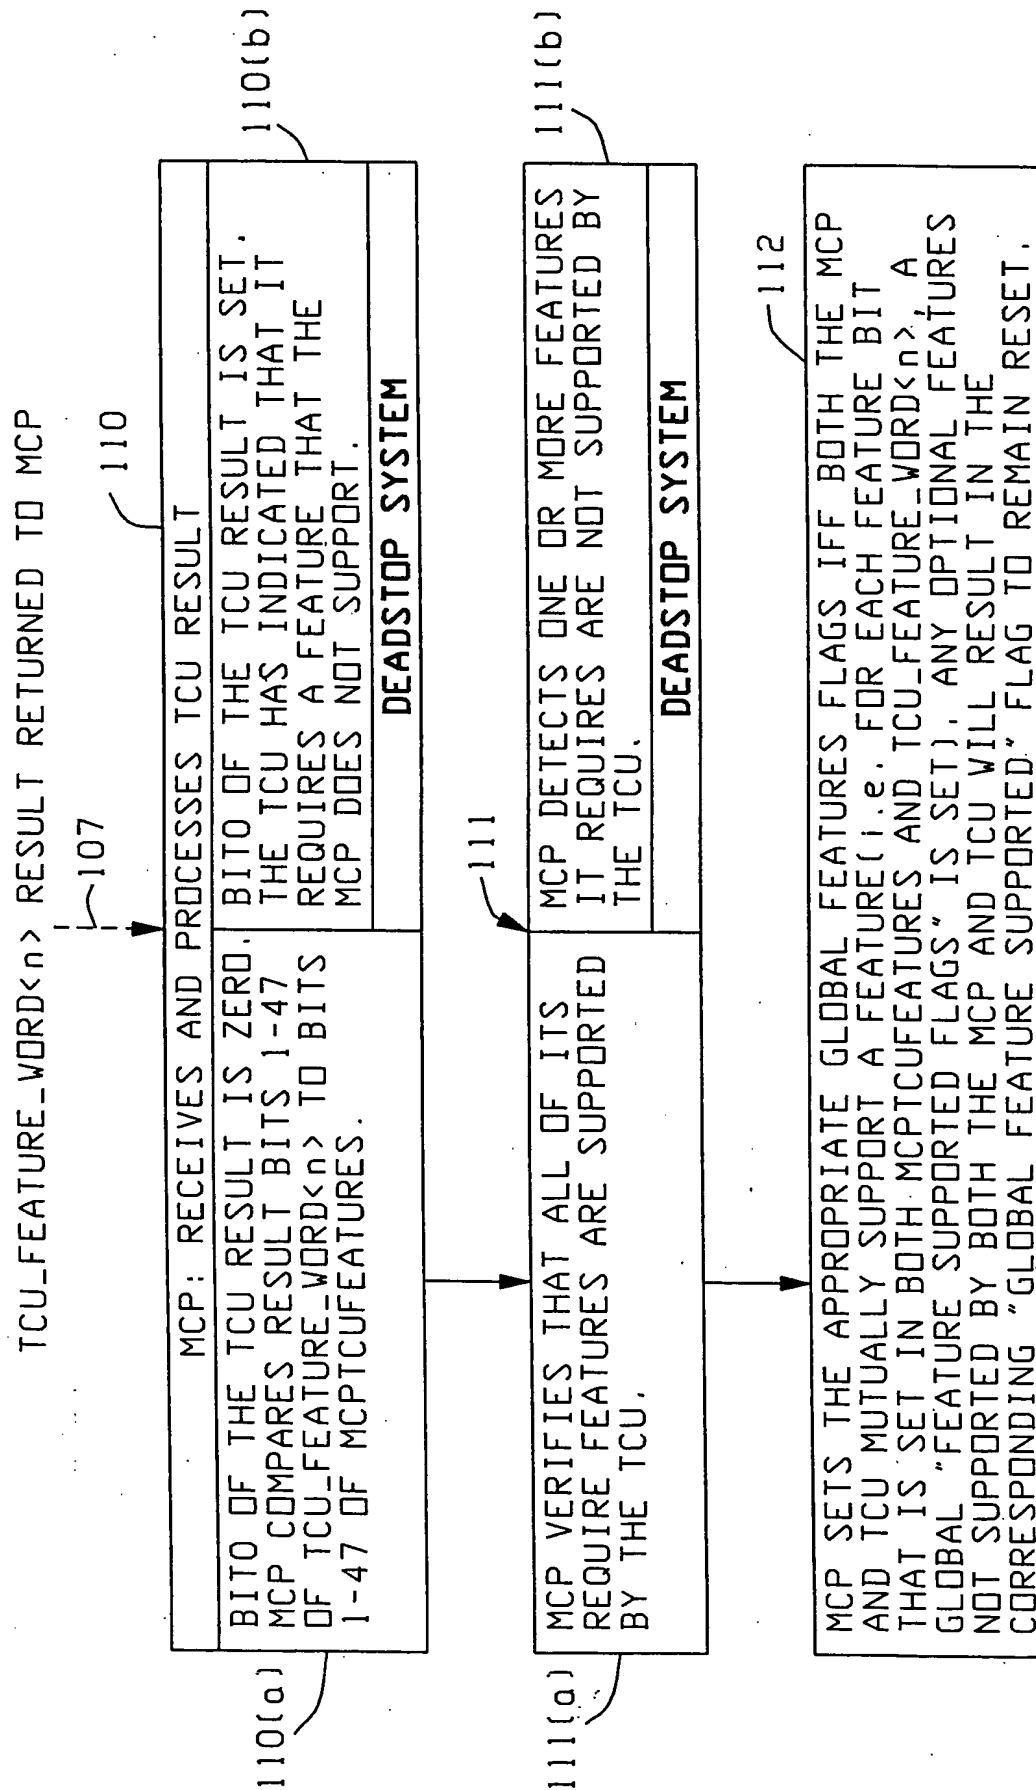 TCU_FEATURE_WORD<n> RESULT RETURNED TO MCP
107
110
MCP: RECEIVES AND PROCESSES TCU RESULT
110(a)
BITO OF THE TCU RESULT IS ZERO.
MCP COMPARES RESULT BITS 1-47
OF TCU_FEATURE_WORD<n> TO BITS
1-47 OF MCPTCUFEATURES.
110(b)
BITO OF THE TCU RESULT IS SET.
THE TCU HAS INDICATED THAT IT
REQUIRES A FEATURE THAT THE
MCP DOES NOT SUPPORT.
DEADSTOP SYSTEM
111
111(a)
MCP VERIFIES THAT ALL OF ITS
REQUIRE FEATURES ARE SUPPORTED
BY THE TCU.
111(b)
MCP DETECTS ONE OR MORE FEATURES
IT REQUIRES ARE NOT SUPPORTED BY
THE TCU.
DEADSTOP SYSTEM
112
MCP SETS THE APPROPRIATE GLOBAL FEATURES FLAGS IFF BOTH THE MCP
AND TCU MUTUALLY SUPPORT A FEATURE(i.e. FOR EACH FEATURE BIT
THAT IS SET IN BOTH MCPTCUFEATURES AND TCU_FEATURE_WORD<n>, A
GLOBAL "FEATURE SUPPORTED FLAGS" IS SET). ANY OPTIONAL FEATURES
NOT SUPPORTED BY BOTH THE MCP AND TCU WILL RESULT IN THE
CORRESPONDING "GLOBAL FEATURE SUPPORTED" FLAG TO REMAIN RESET.